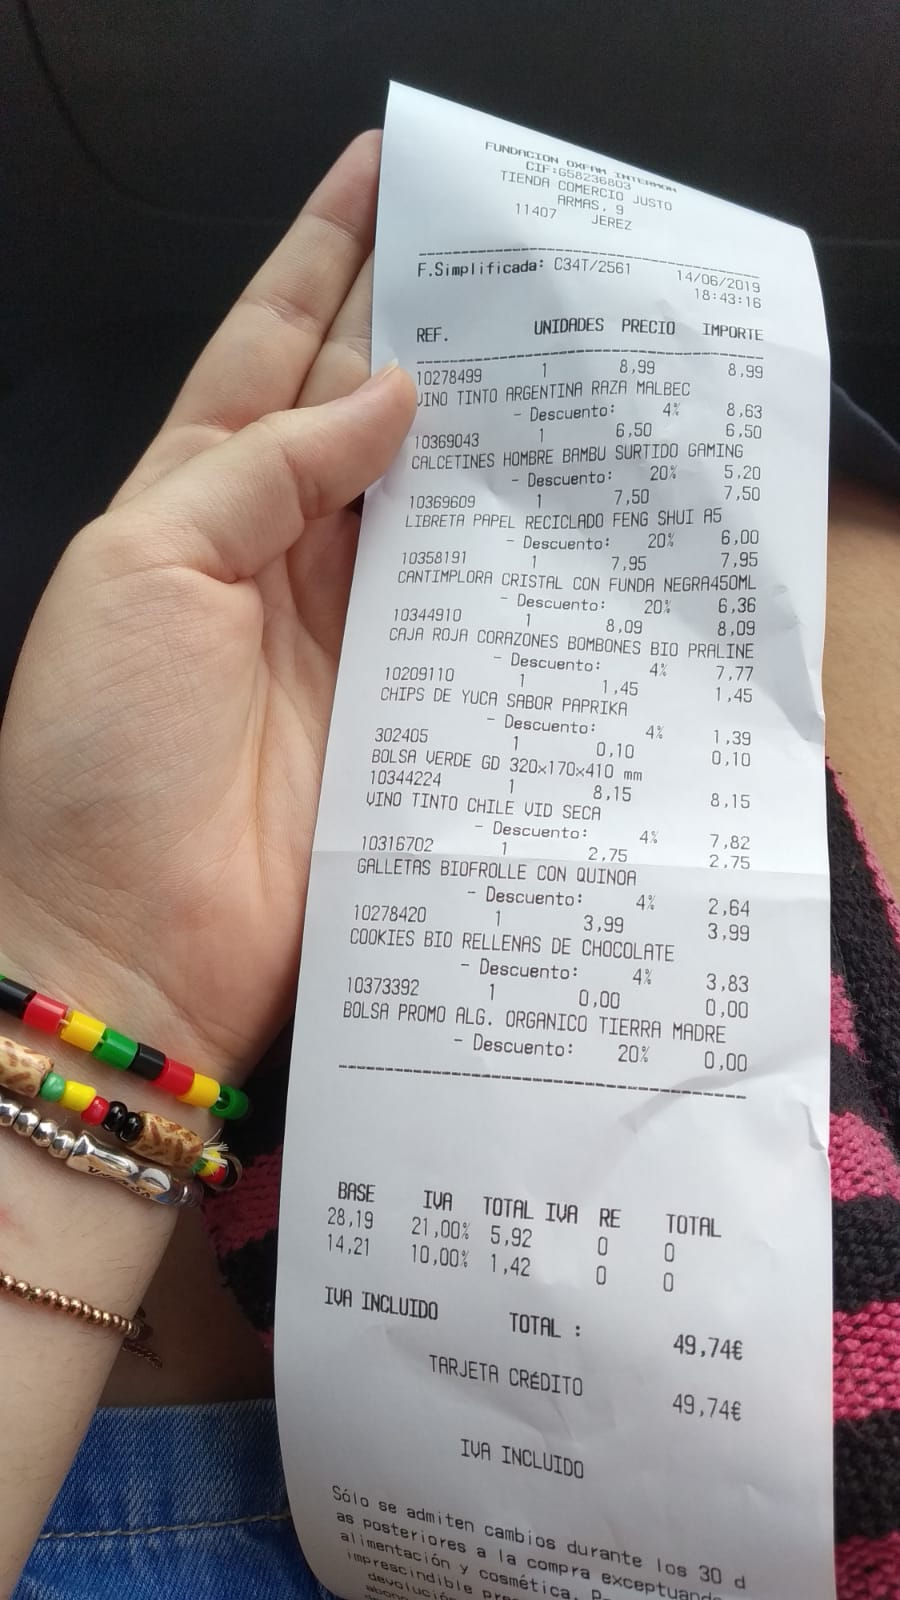 FUNDACION OXFAM INTERMON
CIF:G58236803
TIENDA COMERCIO JUSTO
ARMAS, 9
11407 JEREZ
F.Simplificada: C34T/2561 14/06/2019
18:43:16
REF. UNIDADES PRECIO IMPORTE
10278499 1 8,99 8,99
VINO TINTO ARGENTINA RAZA MALBEC
- Descuento: 4% 8,63
10369043 1 6,50 6,50
CALCETINES HOMBRE BAMBU SURTIDO GAMING
- Descuento: 20% 5,20
10369609 1 7,50 7,50
LIBRETA PAPEL RECICLADO FENG SHUI A5
- Descuento: 20% 6,00
10358191 1 7,95 7,95
CANTIMPLORA CRISTAL CON FUNDA NEGRA450ML
- Descuento: 20% 6,36
10344910 1 8,09 8,09
CAJA ROJA CORAZONES BOMBONES BIO PRALINE
- Descuento: 4% 7,77
10209110 1 1,45 1,45
CHIPS DE YUCA SABOR PAPRIKA
- Descuento: 4% 1,39
302405 1 0,10 0,10
BOLSA VERDE GD 320x170x410 mm
10344224 1 8,15 8,15
VINO TINTO CHILE VID SECA
- Descuento: 4% 7,82
10316702 1 2,75 2,75
GALLETAS BIOFROLLE CON QUINOA
- Descuento: 4% 2,64
10278420 1 3,99 3,99
COOKIES BIO RELLENAS DE CHOCOLATE
- Descuento: 4% 3,83
10373392 1 0,00 0,00
BOLSA PROMO ALG. ORGANICO TIERRA MADRE
- Descuento: 20% 0,00
BASE IVA TOTAL IVA RE TOTAL
28,19 21,00% 5,92 0 0
14,21 10,00% 1,42 0 0
IVA INCLUIDO TOTAL : 49,74€
TARJETA CRÉDITO 49,74€
IVA INCLUIDO
Sólo se admiten cambios durante los 30 d
as posteriores a la compra exceptuand
alimentación y cosmética.
imprescindible